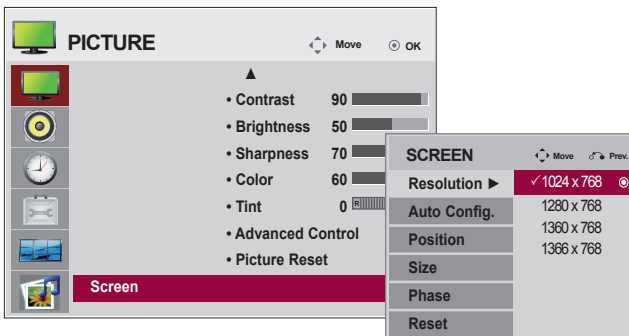 PICTURE
Move
OK
▲
• Contrast 90
• Brightness 50
• Sharpness 70
• Color 60
• Tint 0 R
• Advanced Control
• Picture Reset
Screen
SCREEN
Move Prev.
Resolution ► ✓1024 x 768
1280 x 768
1360 x 768
1366 x 768
Auto Config.
Position
Size
Phase
Reset